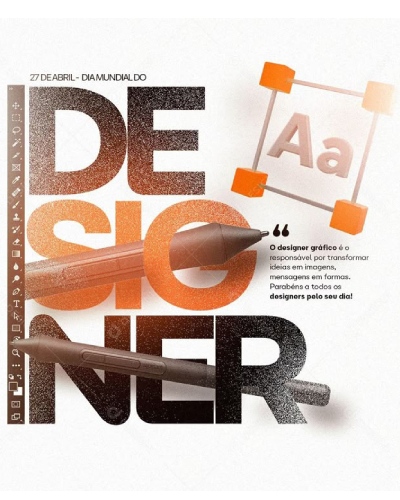 27 DE ABRIL - DIA MUNDIAL DO
DE
SIG
NER
Aa
“
O designer gráfico é o
responsável por transformar
ideias em imagens,
mensagens em formas.
Parabéns a todos os
designers pelo seu dia!